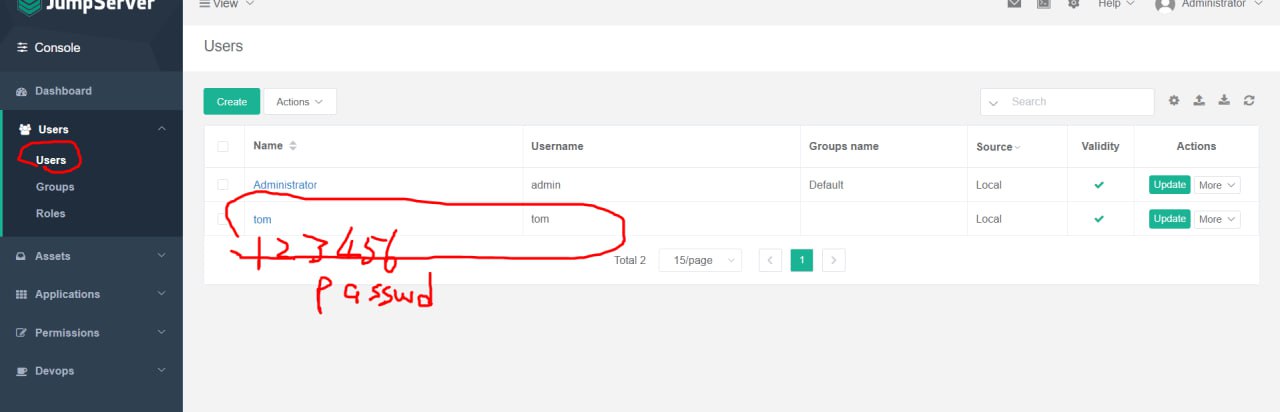 JumpServer
View
Help
Administrator
Console
Users
Dashboard
Create
Actions
Search
Users
Name
Username
Groups name
Source
Validity
Actions
Users
Administrator
admin
Default
Local
Update
More
Groups
Roles
tom
tom
Local
Update
More
123456
Assets
Total 2
15/page
1
passwd
Applications
Permissions
Devops